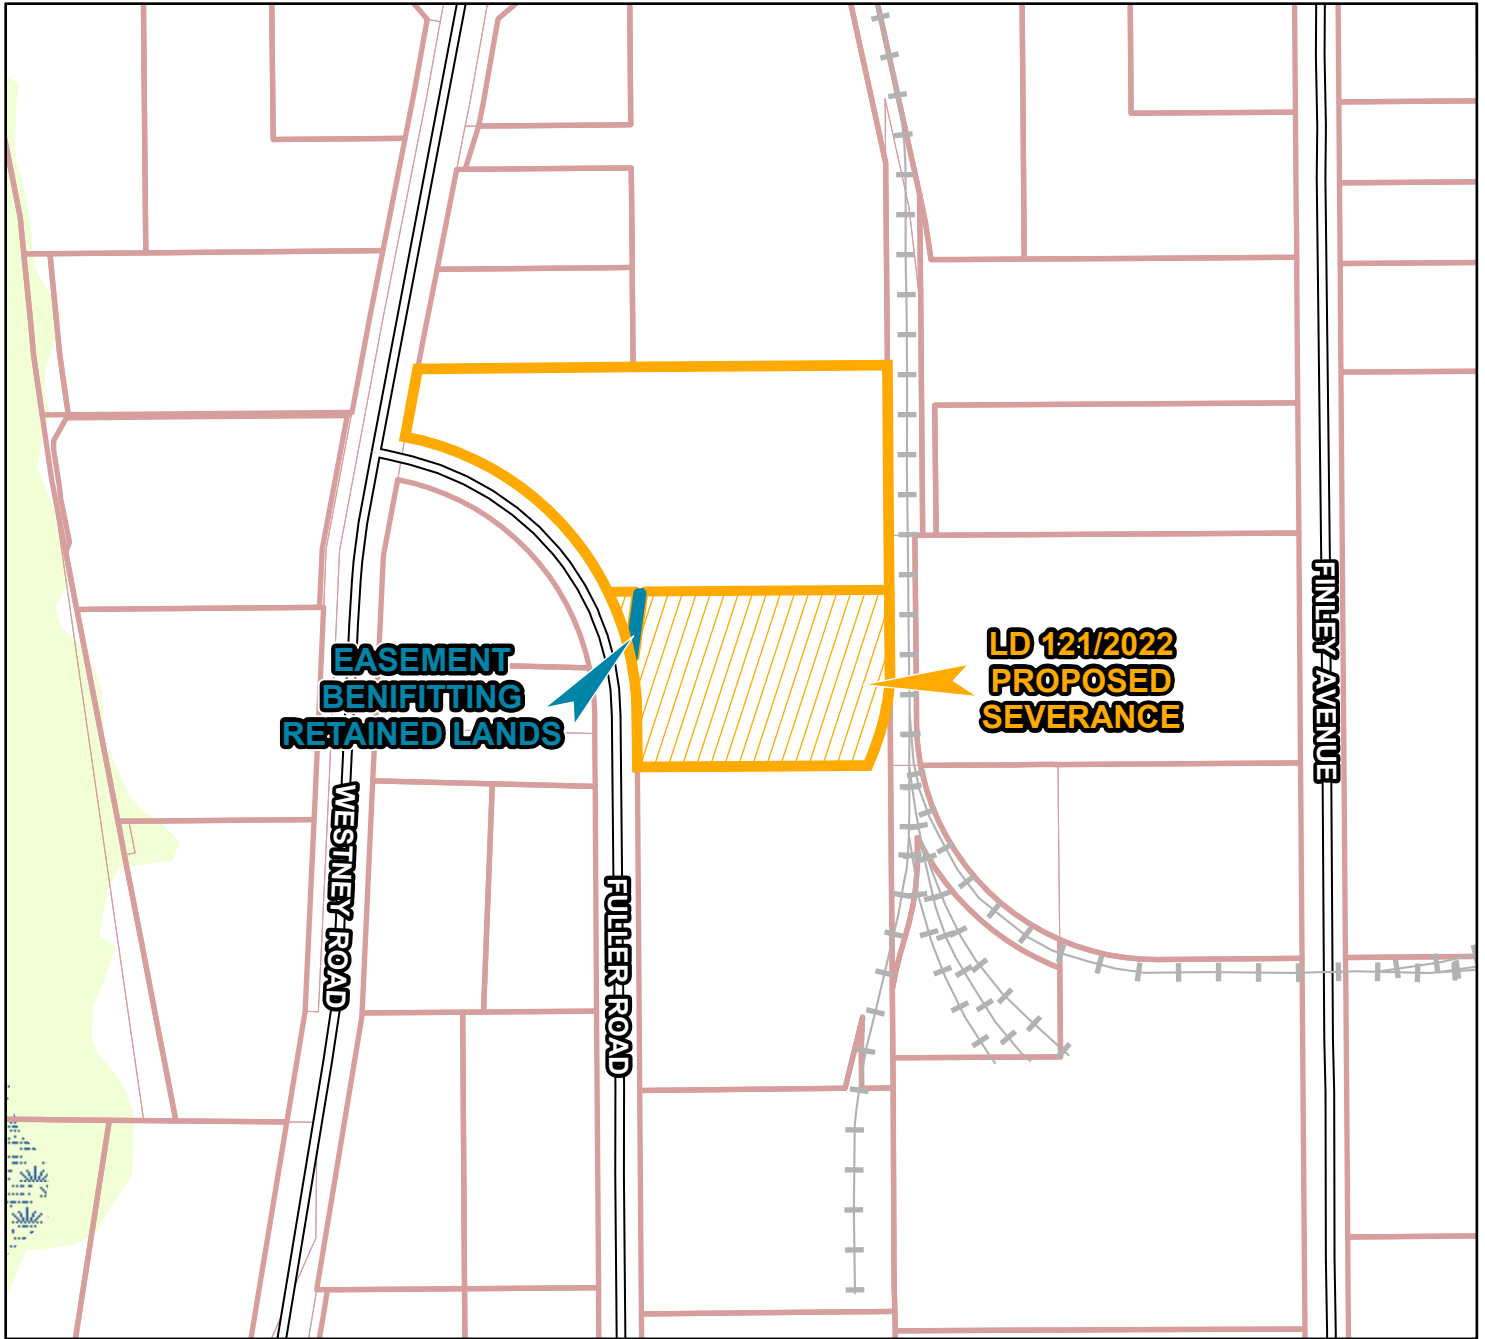 EASEMENT
BENIFITTING
RETAINED LANDS
LD 121/2022
PROPOSED
SEVERANCE
FINLEY AVENUE
WESTNEY ROAD
FULLER ROAD